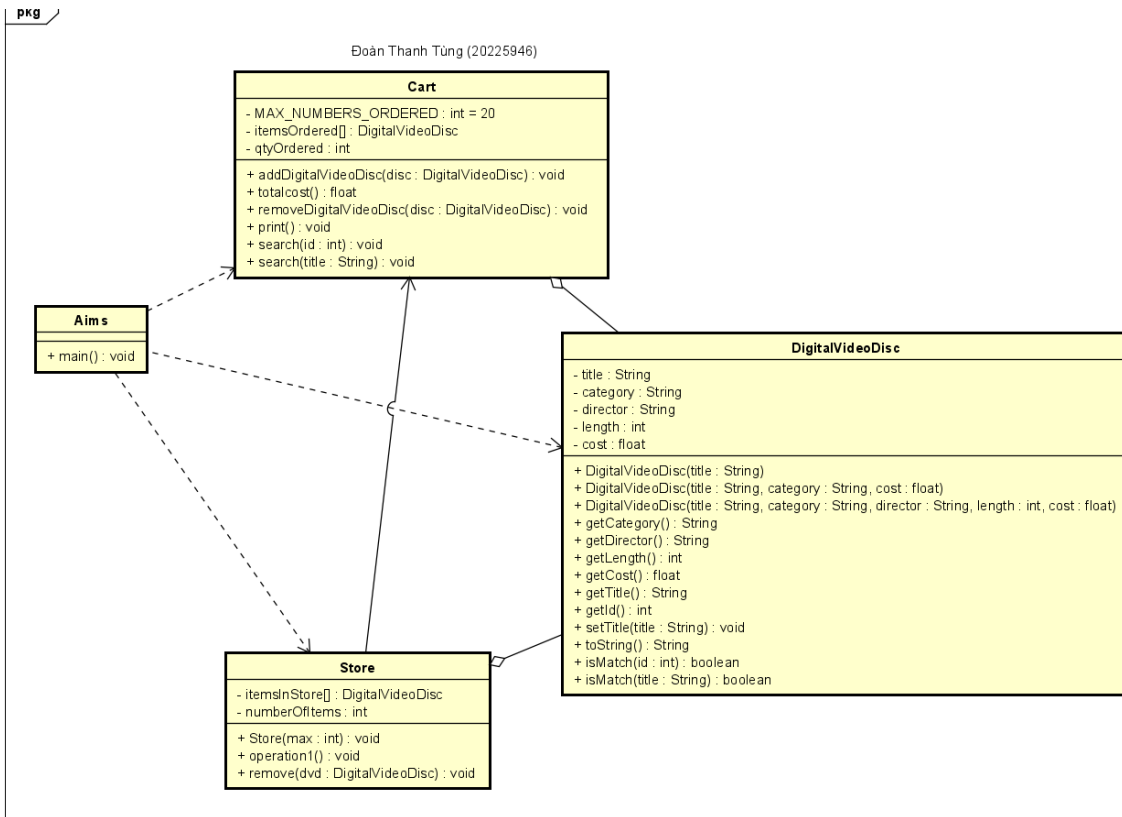 pkg
Đoàn Thanh Tùng (20225946)
Cart
- MAX_NUMBERS_ORDERED : int = 20
- itemsOrdered[] : DigitalVideoDisc
- qtyOrdered : int
+ addDigitalVideoDisc(disc : DigitalVideoDisc) : void
+ totalcost() : float
+ removeDigitalVideoDisc(disc : DigitalVideoDisc) : void
+ print() : void
+ search(id : int) : void
+ search(title : String) : void
Aims
+ main() : void
DigitalVideoDisc
- title : String
- category : String
- director : String
- length : int
- cost : float
+ DigitalVideoDisc(title : String)
+ DigitalVideoDisc(title : String, category : String, cost : float)
+ DigitalVideoDisc(title : String, category : String, director : String, length : int, cost : float)
+ getCategory() : String
+ getDirector() : String
+ getLength() : int
+ getCost() : float
+ getTitle() : String
+ getId() : int
+ setTitle(title : String) : void
+ toString() : String
+ isMatch(id : int) : boolean
+ isMatch(title : String) : boolean
Store
- itemsInStore[] : DigitalVideoDisc
- numberOfItems : int
+ Store(max : int) : void
+ operation1() : void
+ remove(dvd : DigitalVideoDisc) : void